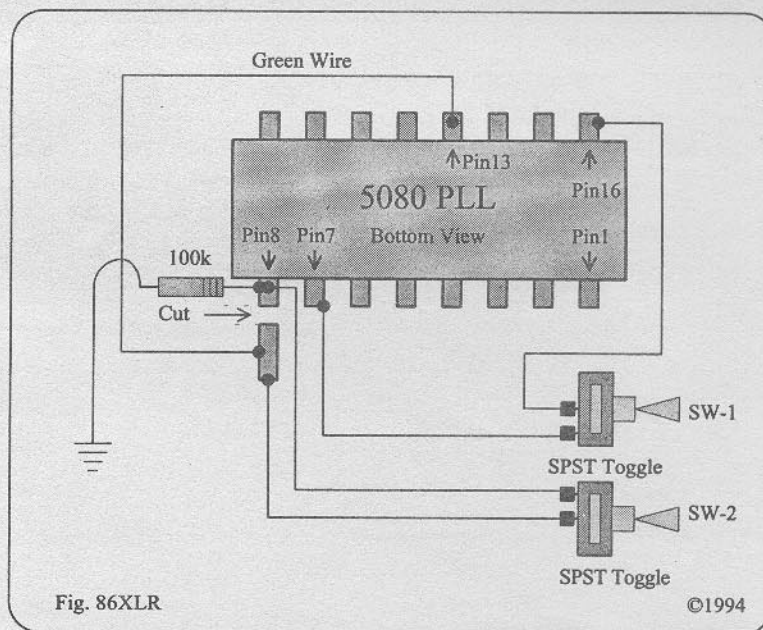 Green Wire
Pin13
5080 PLL
Pin16
Pin8 Pin7 Bottom View Pin1
100k
Cut
SW-1
SPST Toggle
SW-2
SPST Toggle
Fig. 86XLR
©1994